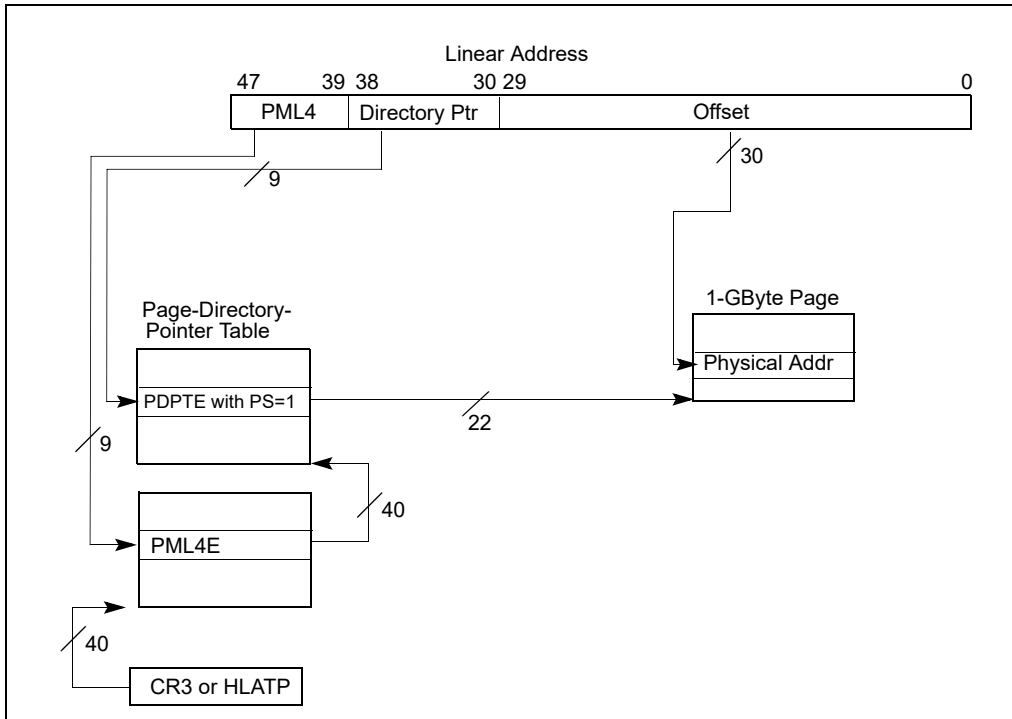 Linear Address
47 39 38 30 29 0
PML4 Directory Ptr Offset
9
30
Page-Directory-
Pointer Table
1-GByte Page
Physical Addr
PDPTE with PS=1
22
9
40
PML4E
40
CR3 or HLATP